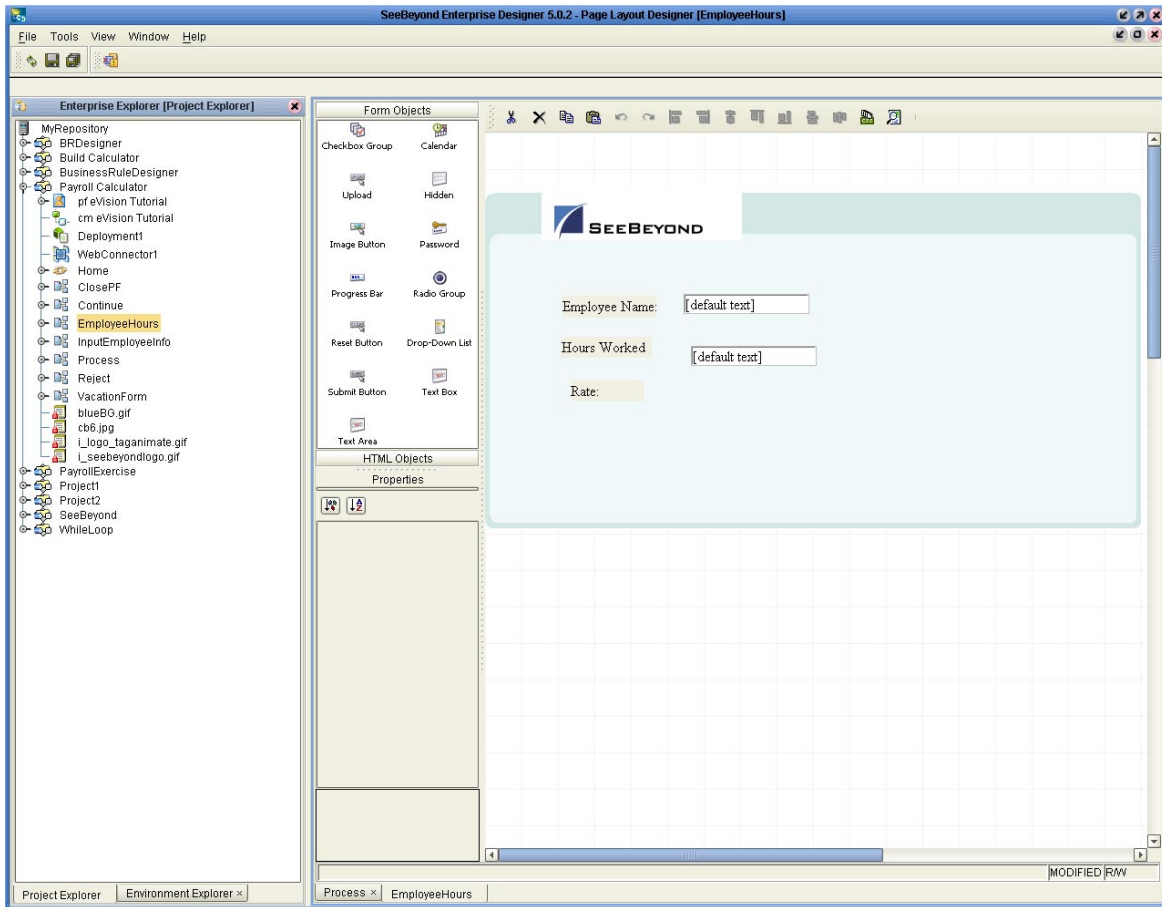 SeeBeyond Enterprise Designer 5.0.2 - Page Layout Designer [EmployeeHours]
File Tools View Window Help
Enterprise Explorer [Project Explorer]
MyRepository
BRDesigner
Build Calculator
BusinessRuleDesigner
Payroll Calculator
pf eVision Tutorial
cm eVision Tutorial
Deployment1
WebConnector1
Home
ClosePF
Continue
EmployeeHours
InputEmployeeInfo
Process
Reject
VacationForm
blueBG.gif
cb6.jpg
i_logo_taganimate.gif
i_seebeyondlogo.gif
PayrollExercise
Project1
Project2
SeeBeyond
WhileLoop
Project Explorer
Environment Explorer ×
Form Objects
Checkbox Group
Calendar
Upload
Hidden
Image Button
Password
Progress Bar
Radio Group
Reset Button
Drop-Down List
Submit Button
Text Box
Text Area
HTML Objects
Properties
SEEBEYOND
Employee Name: [default text]
Hours Worked [default text]
Rate:
MODIFIED R/W
Process ×
EmployeeHours